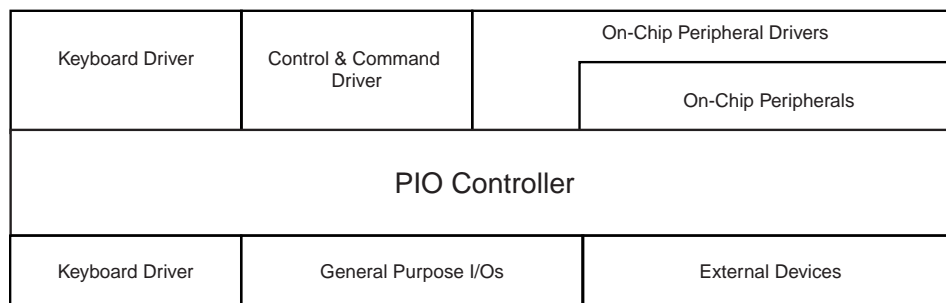 Keyboard Driver
Control & Command
Driver
On-Chip Peripheral Drivers
On-Chip Peripherals
PIO Controller
Keyboard Driver
General Purpose I/Os
External Devices